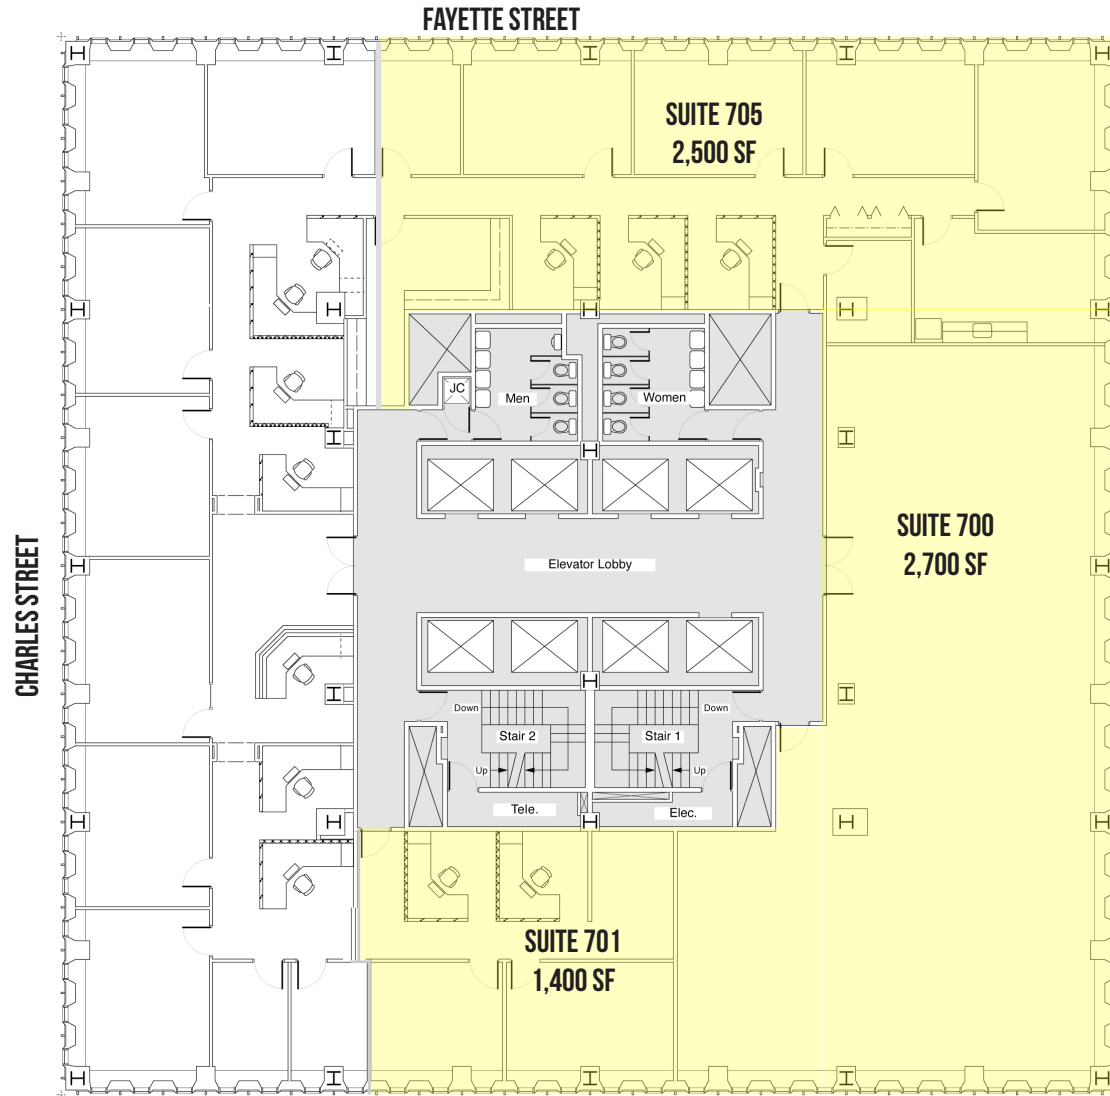 FAYETTE STREET
SUITE 705
2,500 SF
JC
Men
Women
CHARLES STREET
SUITE 700
2,700 SF
Elevator Lobby
Down
Down
Stair 2
Stair 1
Up
Up
Tele.
Elec.
SUITE 701
1,400 SF